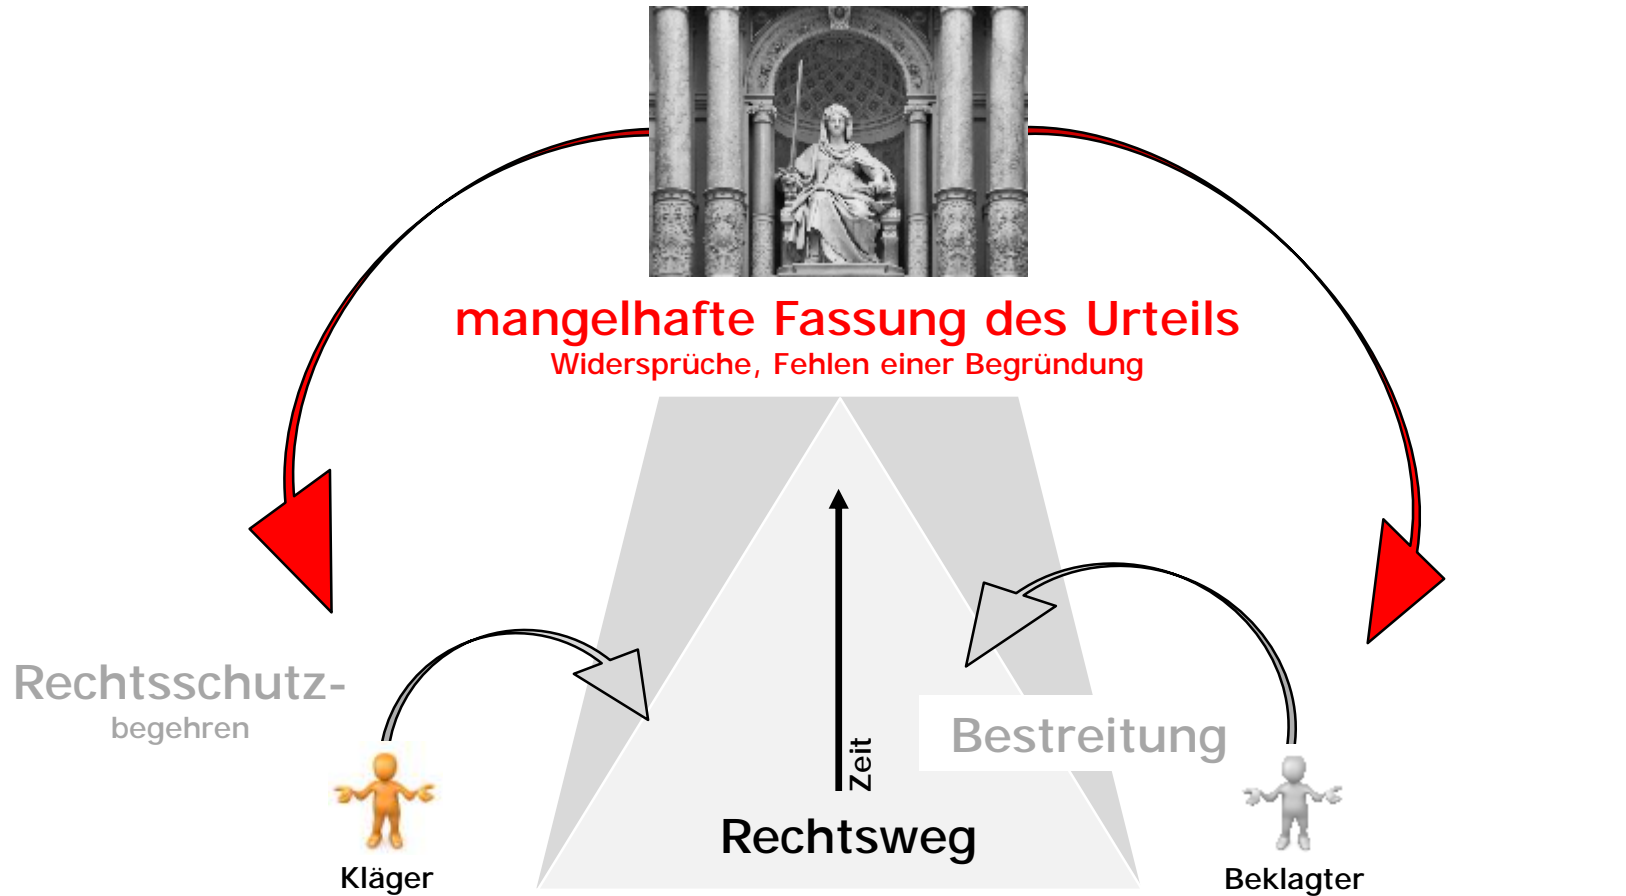 mangelhafte Fassung des Urteils
Widersprüche, Fehlen einer Begründung
Rechtsschutz-
begehren
Bestreitung
Zeit
Rechtsweg
Kläger
Beklagter